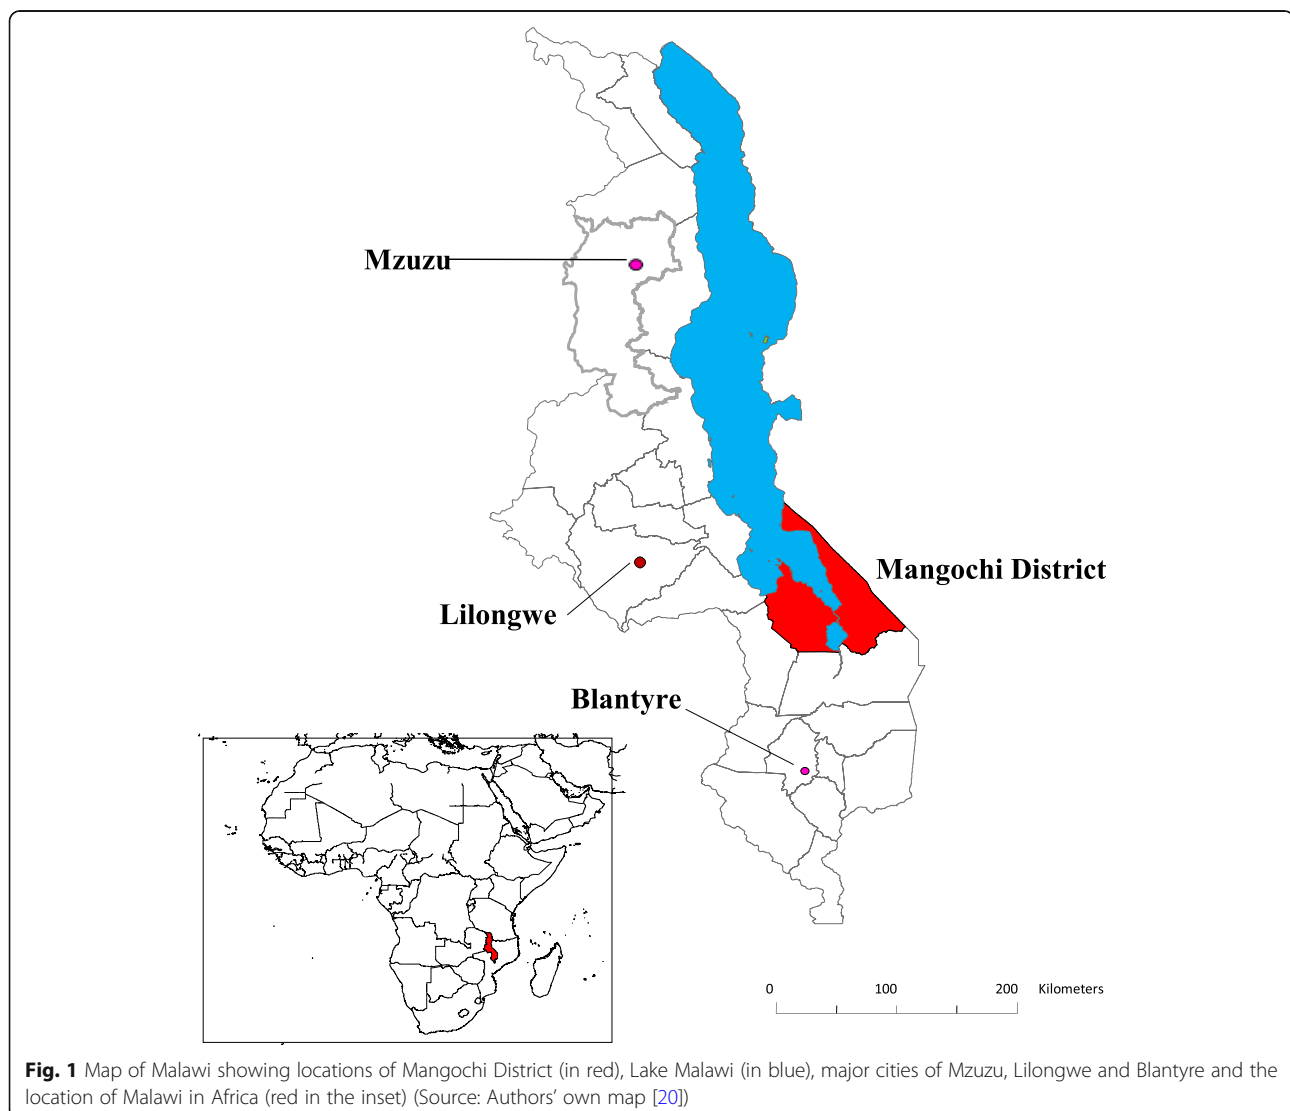 Mzuzu
Mangochi District
Lilongwe
Blantyre
0 100 200 Kilometers
Fig. 1 Map of Malawi showing locations of Mangochi District (in red), Lake Malawi (in blue), major cities of Mzuzu, Lilongwe and Blantyre and the
location of Malawi in Africa (red in the inset) (Source: Authors’ own map [20])